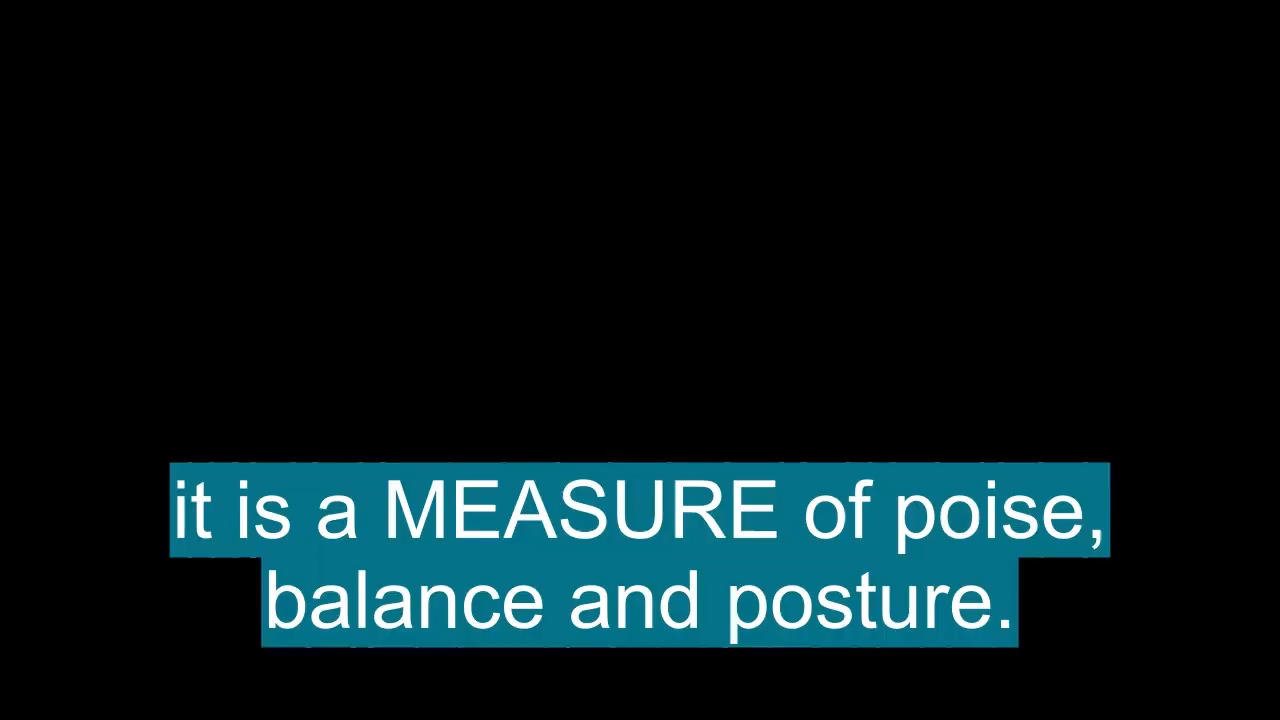 it is a MEASURE of poise,
balance and posture.